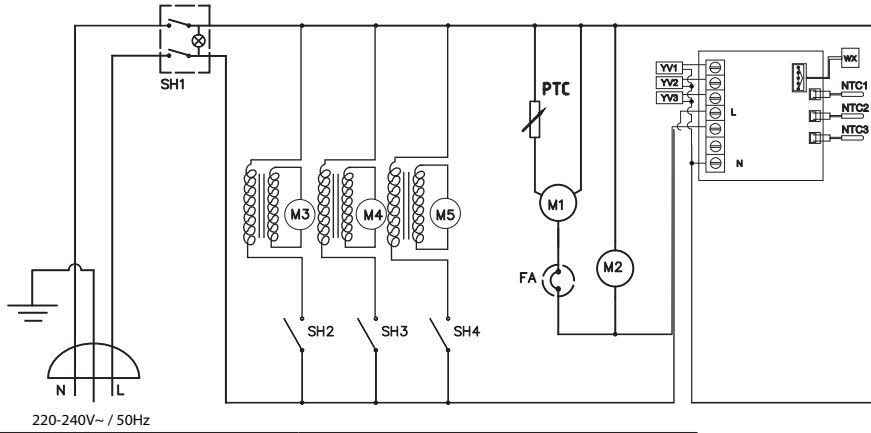 SH1
PTC
YV1
YV2
YV3
L
N
WX
NTC1
NTC2
NTC3
M3
M4
M5
M1
FA
M2
SH2
SH3
SH4
N
L
220-240V~ / 50Hz